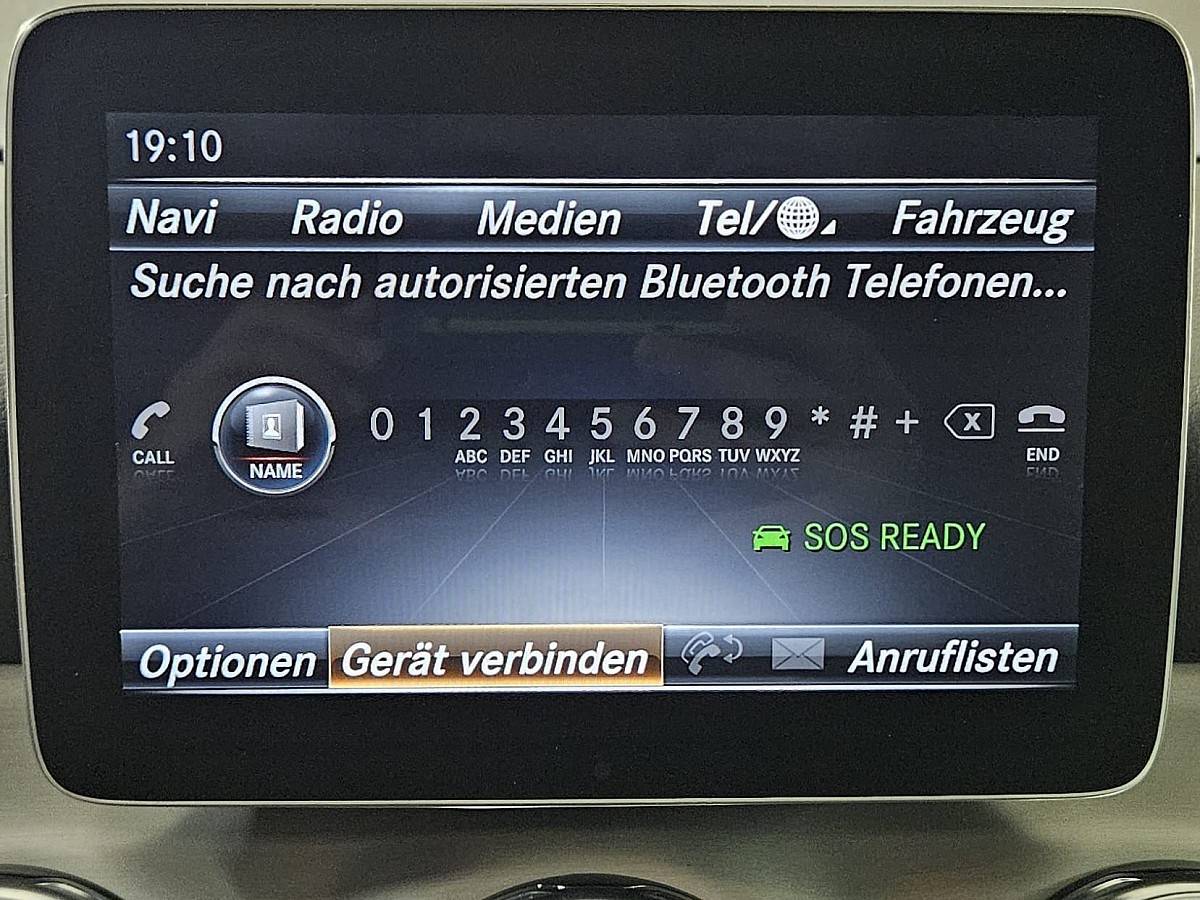 19:10
Navi Radio Medien Tel/ Fahrzeug
Suche nach autorisierten Bluetooth Telefonen...
0 1 2 3 4 5 6 7 8 9 * # + x
CALL NAME ABC DEF GHI JKL MNO PQRS TUV WXYZ END
SOS READY
Optionen Gerät verbinden Anruflisten